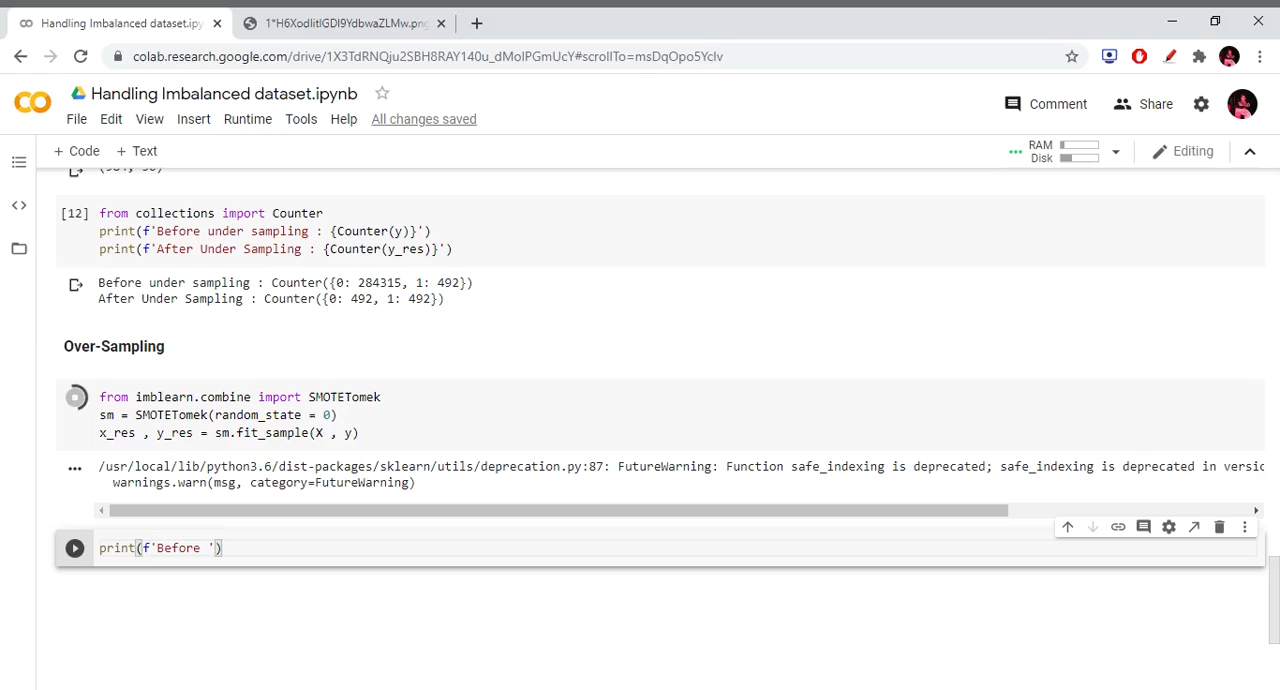 Handling Imbalanced dataset.ipy
1*H6XodlitlGDI9YdbwaZLMw.png
colab.research.google.com/drive/1X3TdRNQju2SBH8RAY140u_dMolPGmUcY#scrollTo=msDqOpo5Yclv
Handling Imbalanced dataset.ipynb
Comment
Share
File Edit View Insert Runtime Tools Help All changes saved
+ Code + Text
RAM
Disk
Editing
[12] from collections import Counter
print(f'Before under sampling : {Counter(y)}')
print(f'After Under Sampling : {Counter(y_res)}')
Before under sampling : Counter({0: 284315, 1: 492})
After Under Sampling : Counter({0: 492, 1: 492})
Over-Sampling
from imblearn.combine import SMOTETomek
sm = SMOTETomek(random_state = 0)
x_res , y_res = sm.fit_sample(X , y)
/usr/local/lib/python3.6/dist-packages/sklearn/utils/deprecation.py:87: FutureWarning: Function safe_indexing is deprecated; safe_indexing is deprecated in versic
warnings.warn(msg, category=FutureWarning)
print(f'Before ')